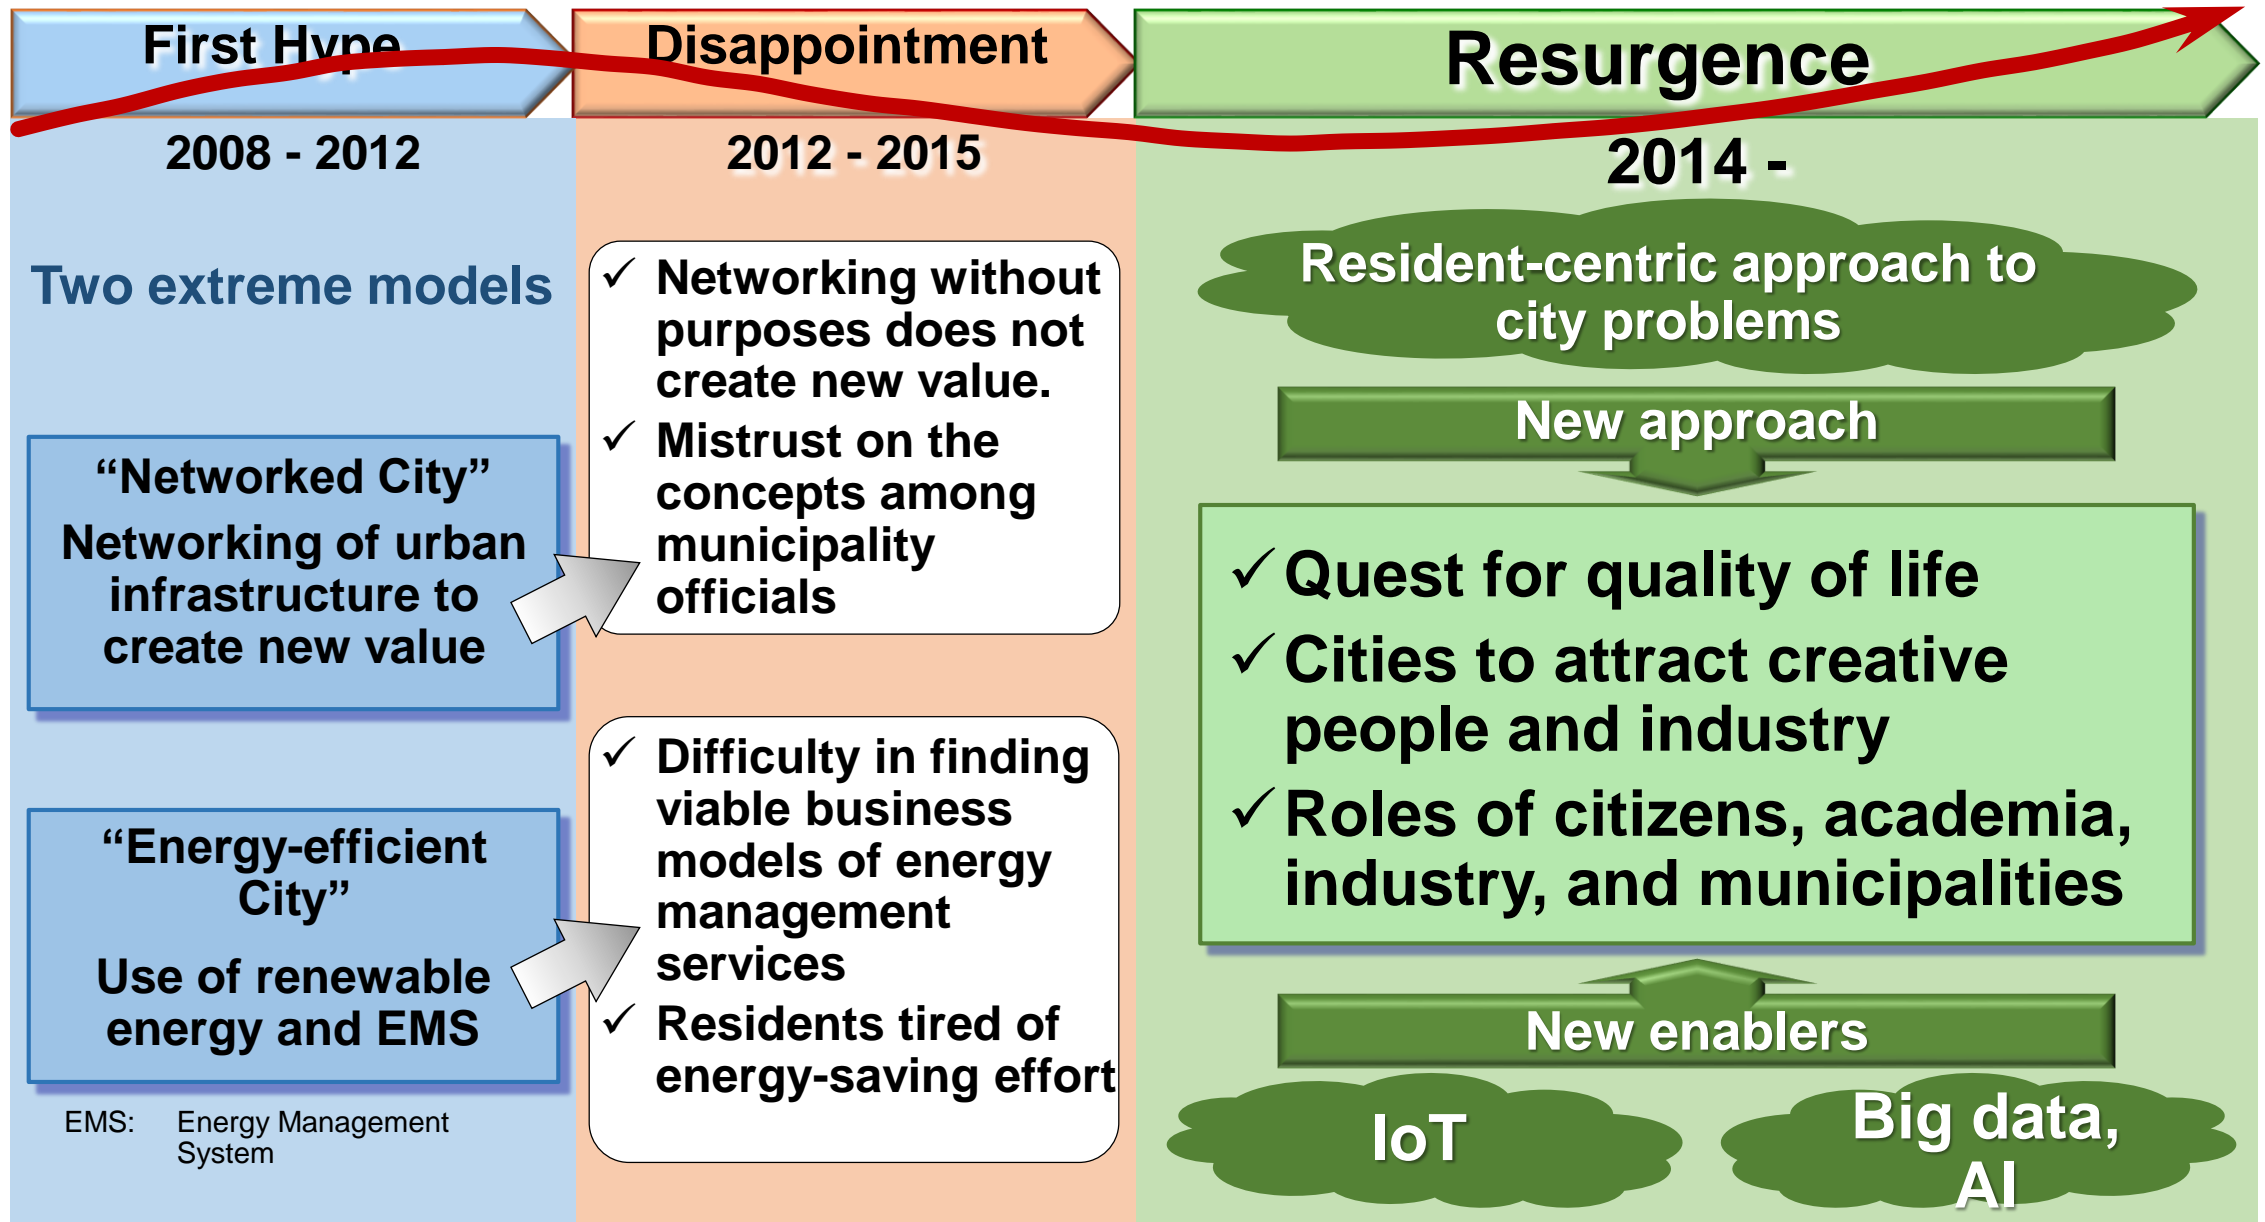 First Hype
2008 - 2012
Two extreme models
“Networked City”
Networking of urban
infrastructure to
create new value
“Energy-efficient
City”
Use of renewable
energy and EMS
EMS: Energy Management
System
Disappointment
2012 - 2015
✓ Networking without
purposes does not
create new value.
✓ Mistrust on the
concepts among
municipality
officials
✓ Difficulty in finding
viable business
models of energy
management
services
✓ Residents tired of
energy-saving effort
Resurgence
2014 -
Resident-centric approach to
city problems
New approach
✓ Quest for quality of life
✓ Cities to attract creative
people and industry
✓ Roles of citizens, academia,
industry, and municipalities
New enablers
IoT
Big data,
AI